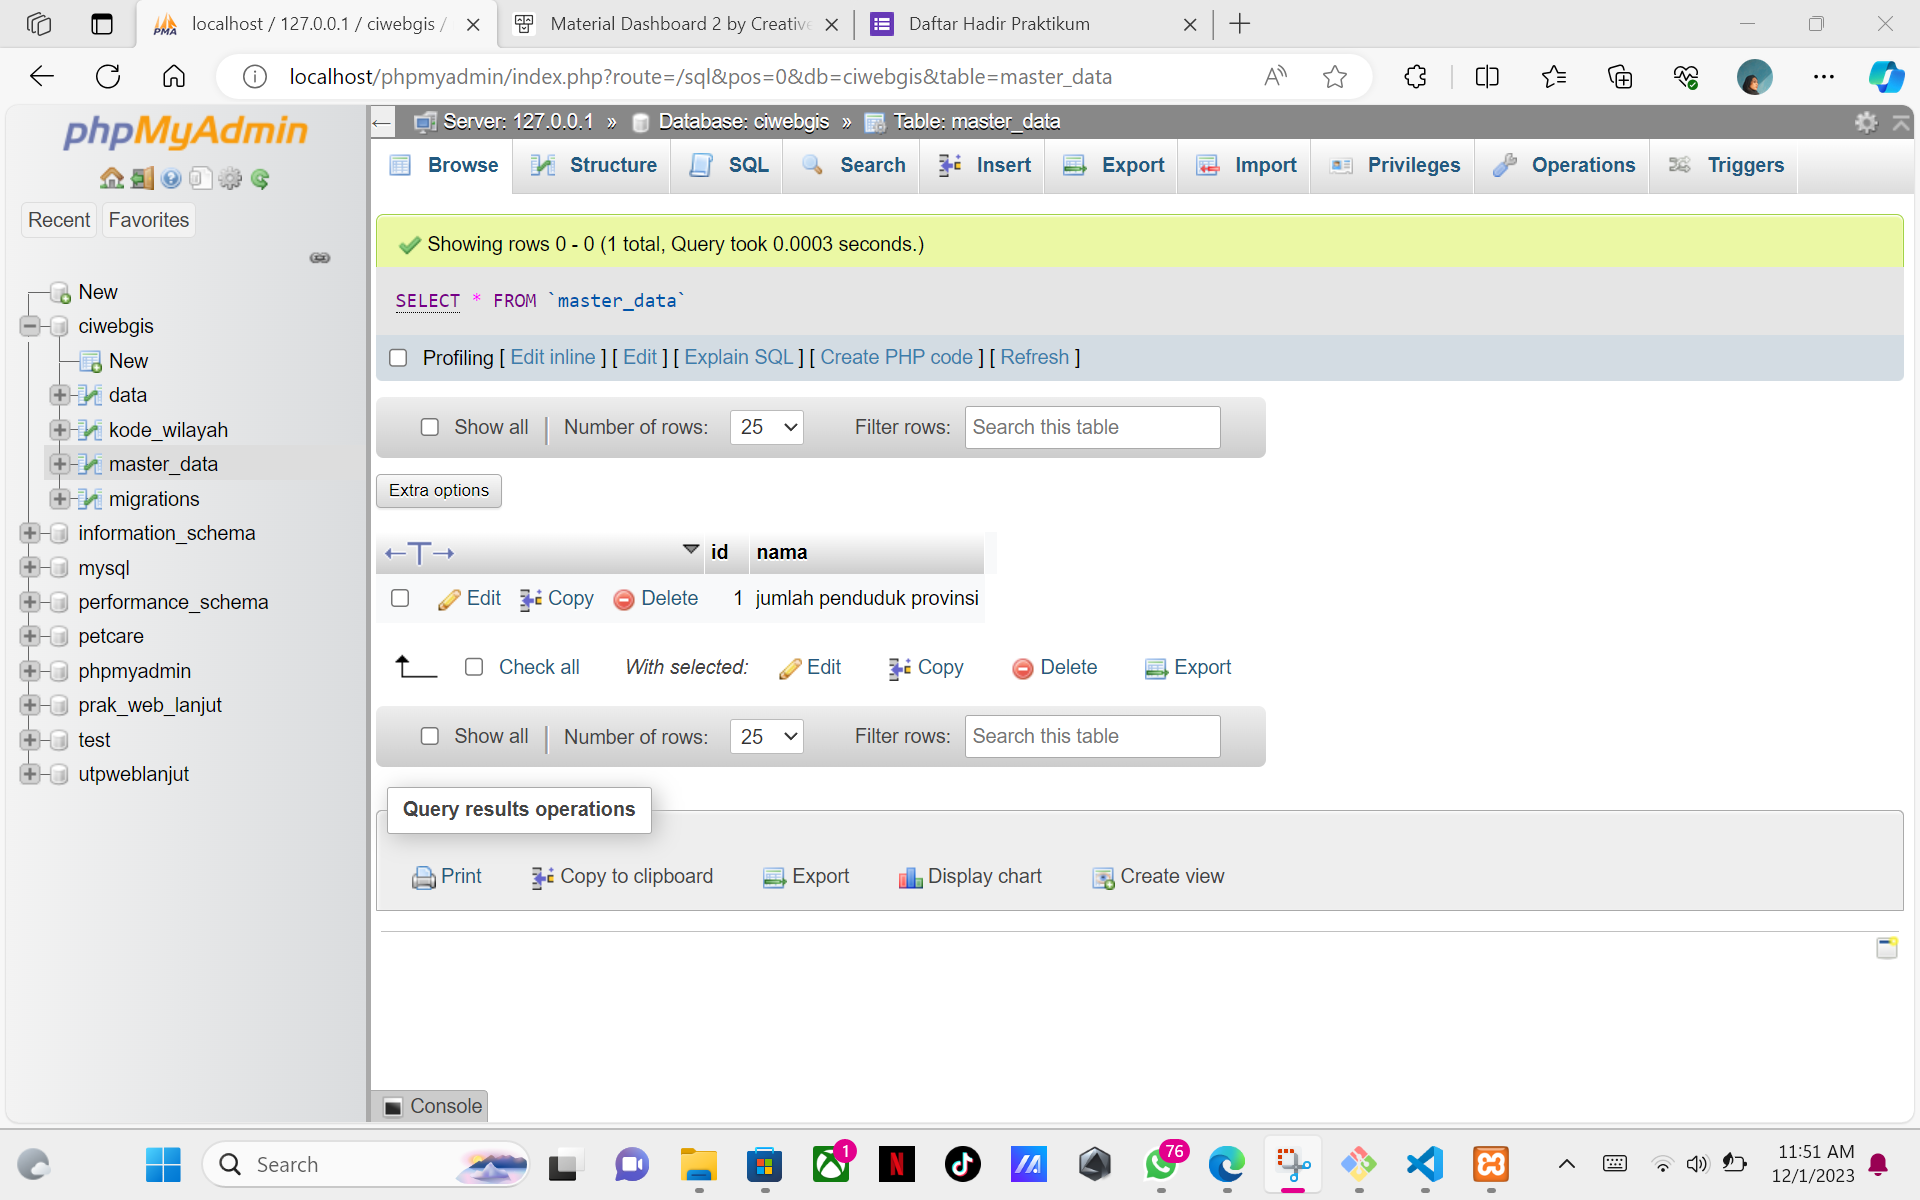 localhost / 127.0.0.1 / ciwebgis /
Material Dashboard 2 by Creative
Daftar Hadir Praktikum
localhost/phpmyadmin/index.php?route=/sql&pos=0&db=ciwebgis&table=master_data
phpMyAdmin
Recent
Favorites
New
ciwebgis
New
data
kode_wilayah
master_data
migrations
information_schema
mysql
performance_schema
petcare
phpmyadmin
prak_web_lanjut
test
utpweblanjut
Server: 127.0.0.1 » Database: ciwebgis » Table: master_data
Browse Structure SQL Search Insert Export Import Privileges Operations Triggers
Showing rows 0 - 0 (1 total, Query took 0.0003 seconds.)
SELECT * FROM `master_data`
Profiling [ Edit inline ] [ Edit ] [ Explain SQL ] [ Create PHP code ] [ Refresh ]
Show all | Number of rows: 25 Filter rows: Search this table
Extra options
←T→ id nama
Edit Copy Delete 1 jumlah penduduk provinsi
Check all With selected: Edit Copy Delete Export
Show all | Number of rows: 25 Filter rows: Search this table
Query results operations
Print Copy to clipboard Export Display chart Create view
Console
Search
1
N
76
11:51 AM
12/1/2023